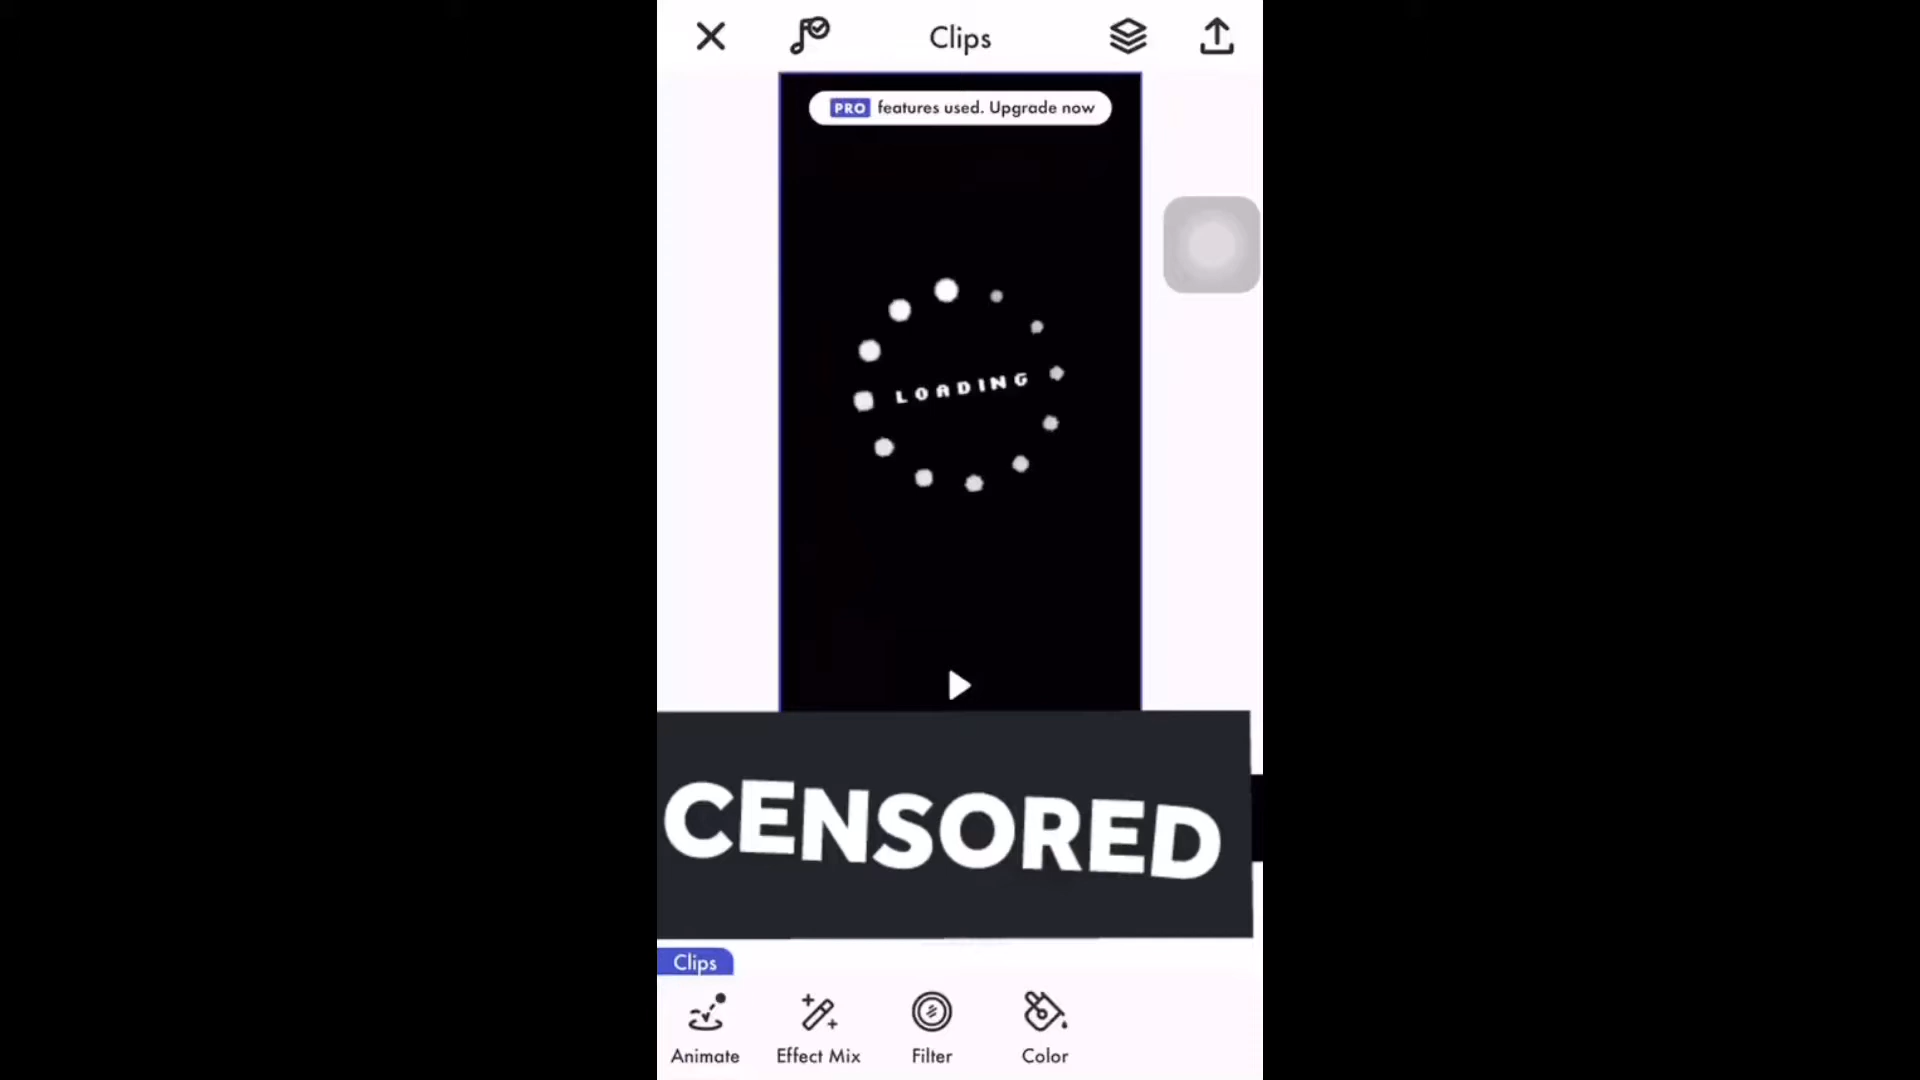 Clips
PRO features used. Upgrade now
LOADING
CENSORED
Clips
Animate
Effect Mix
Filter
Color